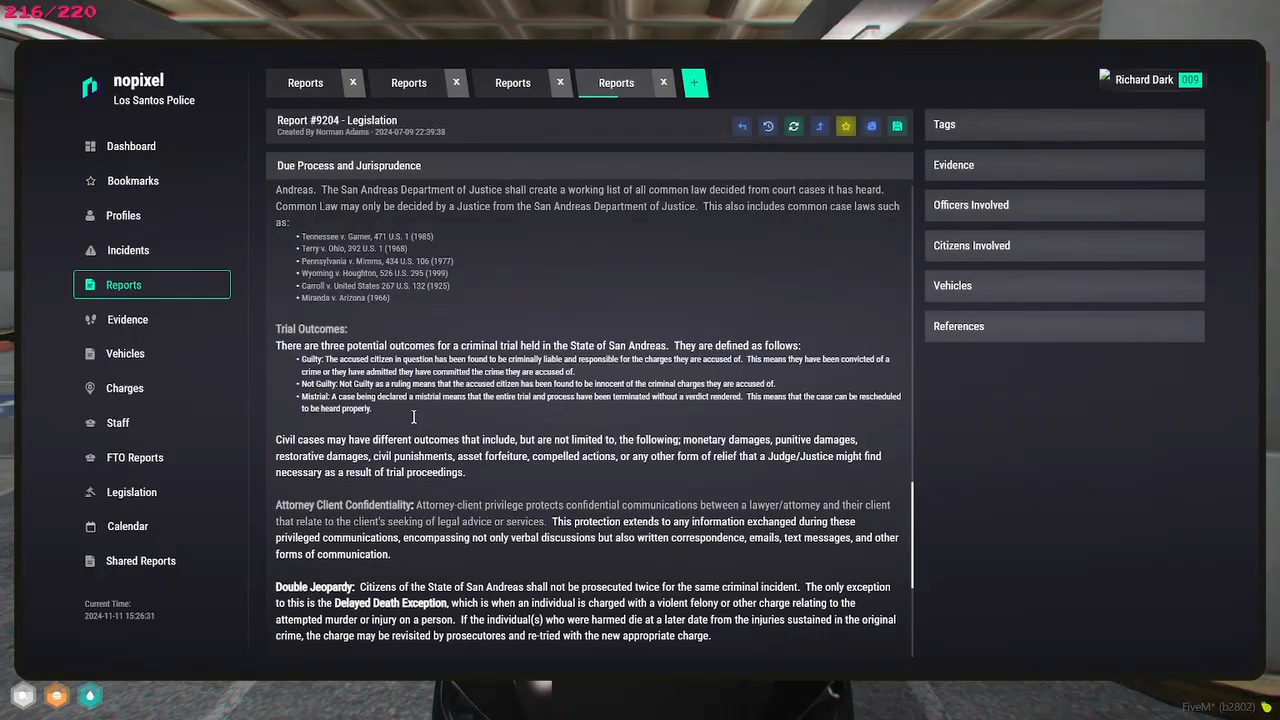 216/220
nopixel
Los Santos Police
Reports x Reports x Reports x Reports x +
Richard Dark 009
Dashboard
Bookmarks
Profiles
Incidents
Reports
Evidence
Vehicles
Charges
Staff
FTO Reports
Legislation
Calendar
Shared Reports
Current Time:
2024-11-11 15:26:31
Report #9204 - Legislation
Created By Norman Adams · 2024-07-09 22:39:38
Due Process and Jurisprudence
Andreas. The San Andreas Department of Justice shall create a working list of all common law decided from court cases it has heard.
Common Law may only be decided by a Justice from the San Andreas Department of Justice. This also includes common case laws such
as:
• Tennessee v. Garner, 471 U.S. 1 (1985)
• Terry v. Ohio, 392 U.S. 1 (1968)
• Pennsylvania v. Mimms, 434 U.S. 106 (1977)
• Wyoming v. Houghton, 526 U.S. 295 (1999)
• Carroll v. United States 267 U.S. 132 (1925)
• Miranda v. Arizona (1966)
Trial Outcomes:
There are three potential outcomes for a criminal trial held in the State of San Andreas. They are defined as follows:
• Guilty: The accused citizen in question has been found to be criminally liable and responsible for the charges they are accused of. This means they have been convicted of a
crime or they have admitted they have committed the crime they are accused of.
• Not Guilty: Not Guilty as a ruling means that the accused citizen has been found to be innocent of the criminal charges they are accused of.
• Mistrial: A case being declared a mistrial means that the entire trial and process have been terminated without a verdict rendered. This means that the case can be rescheduled
to be heard properly.
Civil cases may have different outcomes that include, but are not limited to, the following; monetary damages, punitive damages,
restorative damages, civil punishments, asset forfeiture, compelled actions, or any other form of relief that a Judge/Justice might find
necessary as a result of trial proceedings.
Attorney Client Confidentiality: Attorney-client privilege protects confidential communications between a lawyer/attorney and their client
that relate to the client's seeking of legal advice or services. This protection extends to any information exchanged during these
privileged communications, encompassing not only verbal discussions but also written correspondence, emails, text messages, and other
forms of communication.
Double Jeopardy: Citizens of the State of San Andreas shall not be prosecuted twice for the same criminal incident. The only exception
to this is the Delayed Death Exception, which is when an individual is charged with a violent felony or other charge relating to the
attempted murder or injury on a person. If the individual(s) who were harmed die at a later date from the injuries sustained in the original
crime, the charge may be revisited by prosecutors and re-tried with the new appropriate charge.
Tags
Evidence
Officers Involved
Citizens Involved
Vehicles
References
FiveM* (b2802)